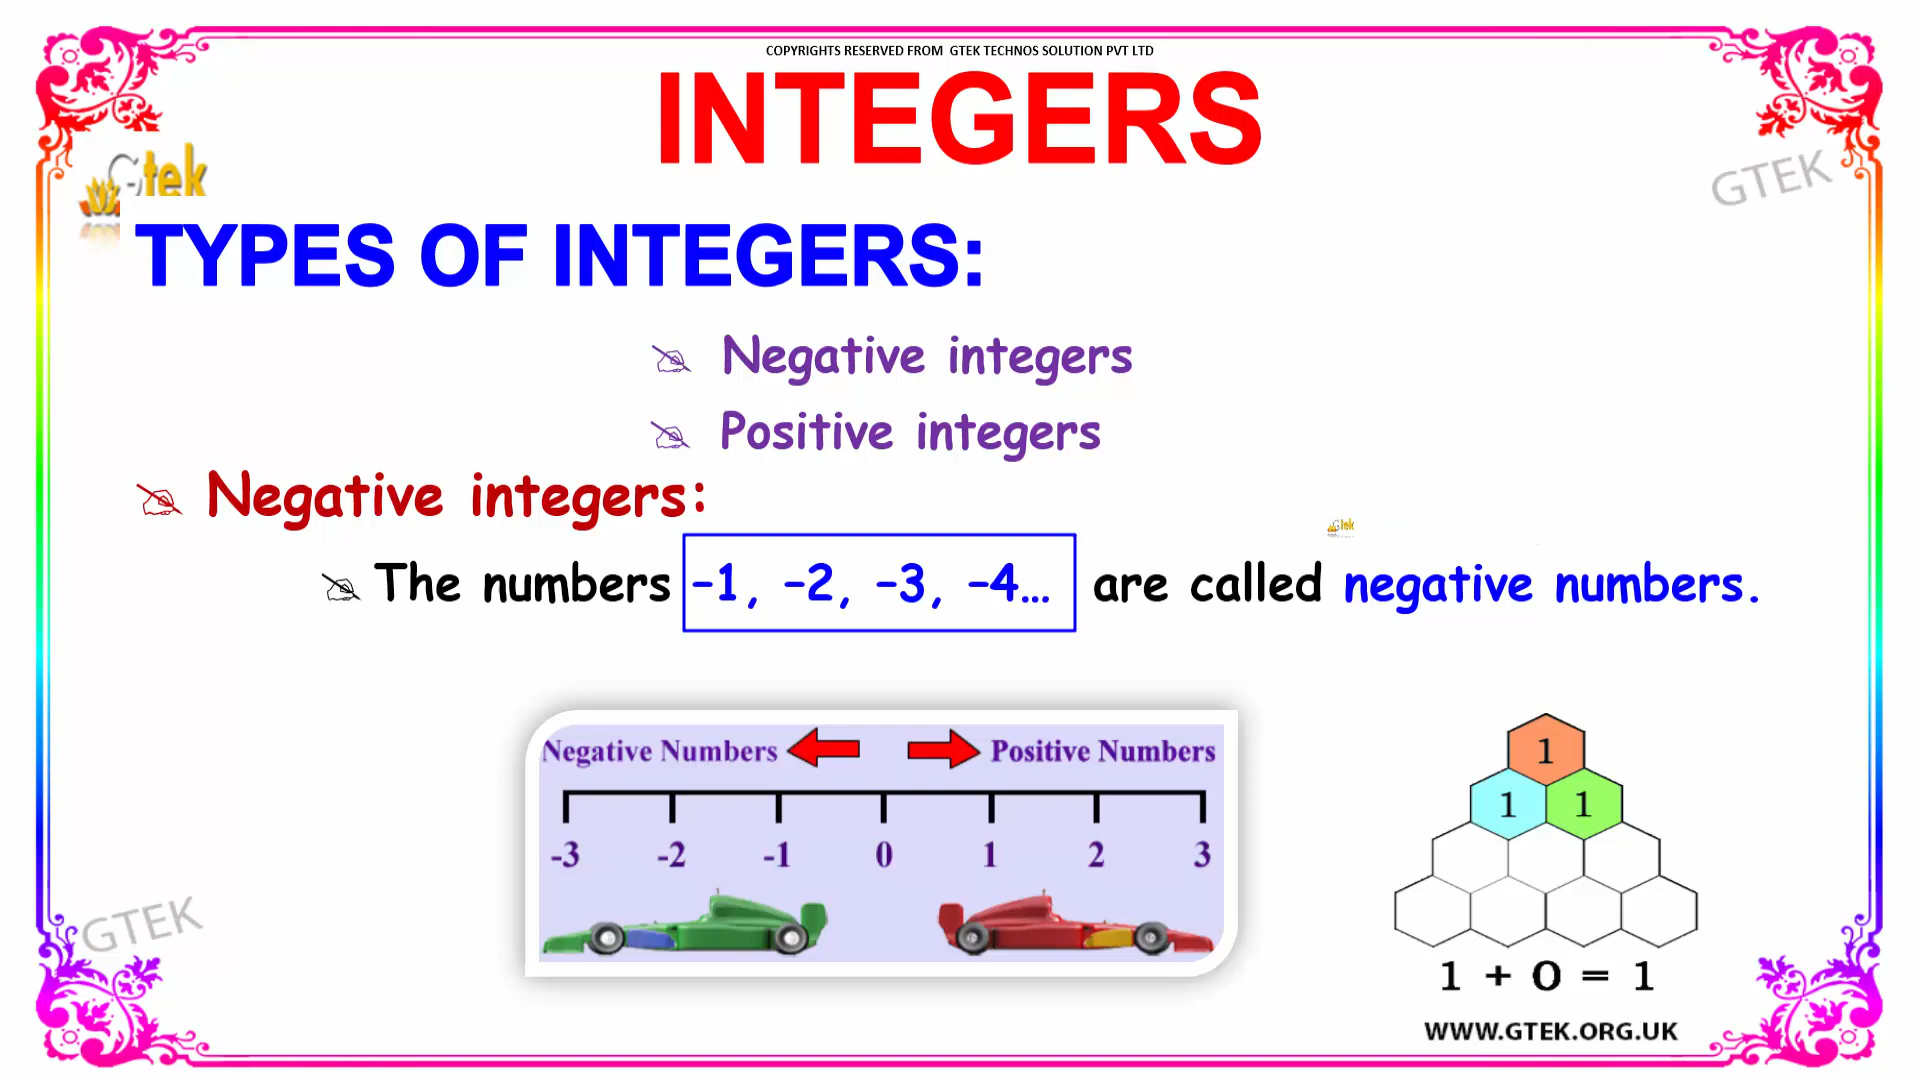 COPYRIGHTS RESERVED FROM GTEK TECHNOS SOLUTION PVT LTD
INTEGERS
Gtek
GTEK
TYPES OF INTEGERS:
Negative integers
Positive integers
Negative integers:
Gtek
The numbers -1, -2, -3, -4... are called negative numbers.
Negative Numbers Positive Numbers
-3 -2 -1 0 1 2 3
1
1 1
GTEK
1 + 0 = 1
WWW.GTEK.ORG.UK